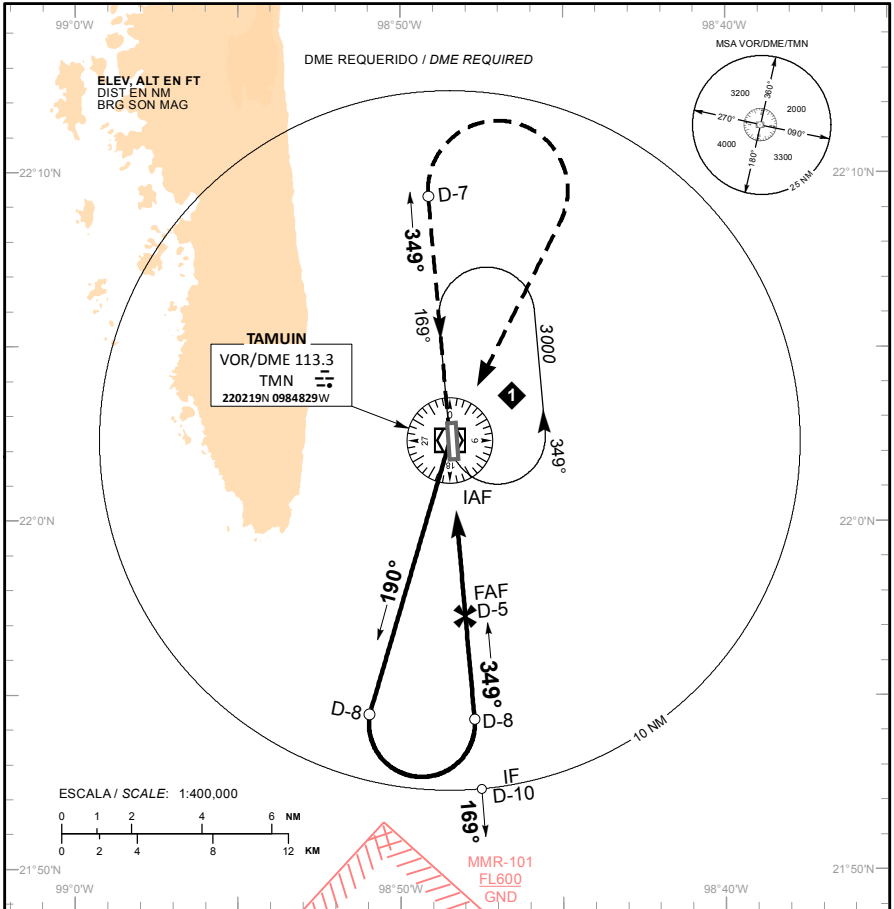 99°0'W
98°50'W
98°40'W
DME REQUERIDO / DME REQUIRED
ELEV, ALT EN FT
DIST EN NM
BRG SON MAG
MSA VOR/DME/TMN
3200
360°
2000
270°
090°
4000
180°
3300
25 NM
22°10'N
22°10'N
D-7
349°
169°
3000
TAMUIN
VOR/DME 113.3
TMN
220219N 0984829W
1
0
27
9
18
349°
IAF
22°0'N
22°0'N
190°
FAF
D-5
349°
D-8
D-8
10 NM
IF
D-10
169°
ESCALA / SCALE: 1:400,000
0 1 2 4 6 NM
0 2 4 8 12 KM
MMR-101
FL600
GND
21°50'N
21°50'N
99°0'W
98°50'W
98°40'W